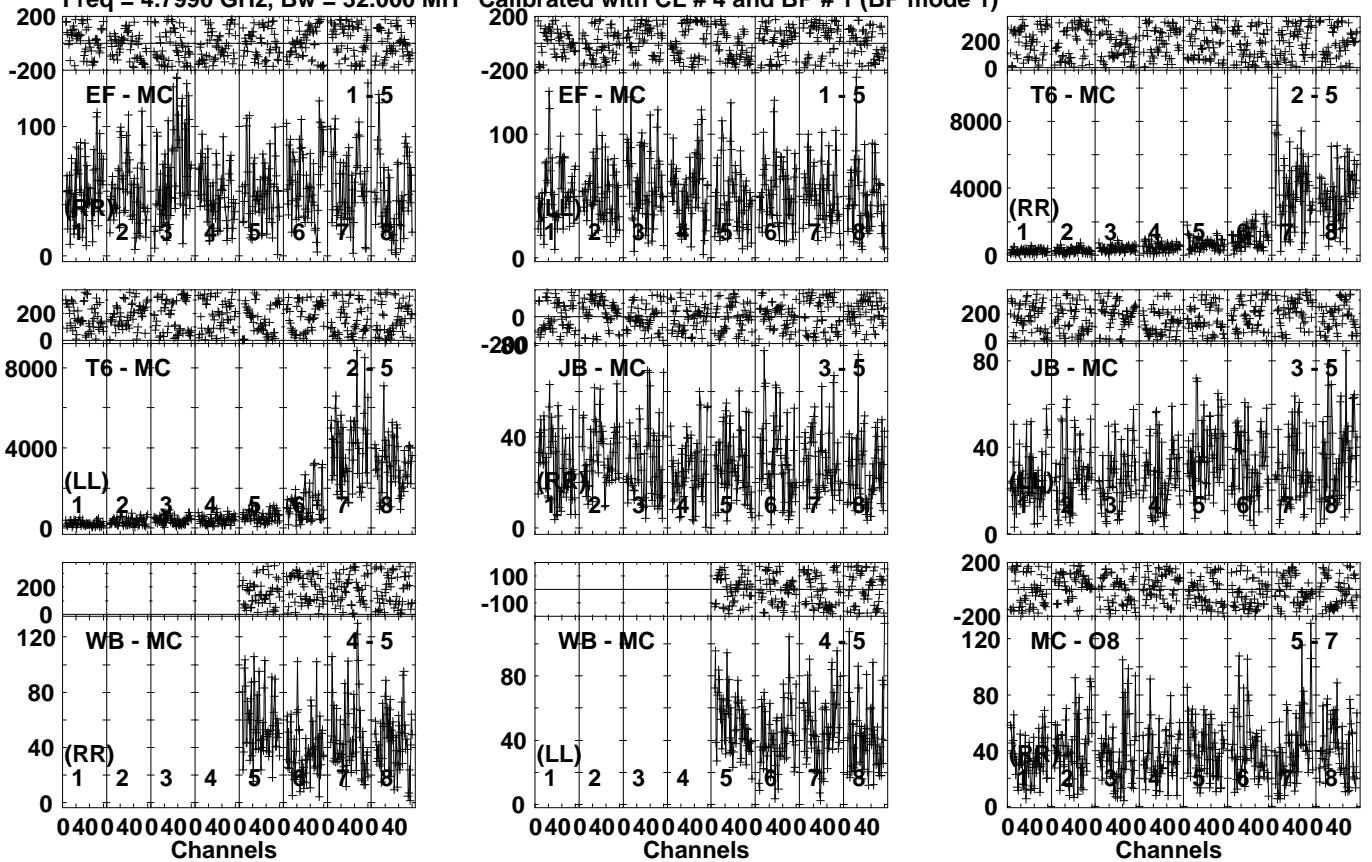 Freq = 4.7990 GHz, Bw = 32.000 MH Calibrated with CL # 4 and BP # 1 (BP mode 1)
200
-200
EF - MC 1 - 5
100
0
(RR)
1 2 3 4 5 6 7 8
200
-200
EF - MC 1 - 5
100
0
(LL)
1 2 3 4 5 6 7 8
200
0
T6 - MC 2 - 5
8000
4000
0
(RR)
1 2 3 4 5 6 7 8
200
0
T6 - MC 2 - 5
8000
4000
0
(LL)
1 2 3 4 5 6 7 8
0
-200
80
JB - MC 3 - 5
40
0
(RR)
1 2 3 4 5 6 7 8
200
0
80
JB - MC 3 - 5
40
0
(LL)
1 2 3 4 5 6 7 8
200
0
120
WB - MC 4 - 5
80
40
0
(RR)
1 2 3 4 5 6 7 8
0 40 0 40 0 40 0 40 0 40 0 40 0 40 0 40
Channels
100
-100
WB - MC 4 - 5
80
40
0
(LL)
1 2 3 4 5 6 7 8
0 40 0 40 0 40 0 40 0 40 0 40 0 40 0 40
Channels
200
-200
120
MC - O8 5 - 7
80
40
0
(RR)
1 2 3 4 5 6 7 8
0 40 0 40 0 40 0 40 0 40 0 40 0 40 0 40
Channels